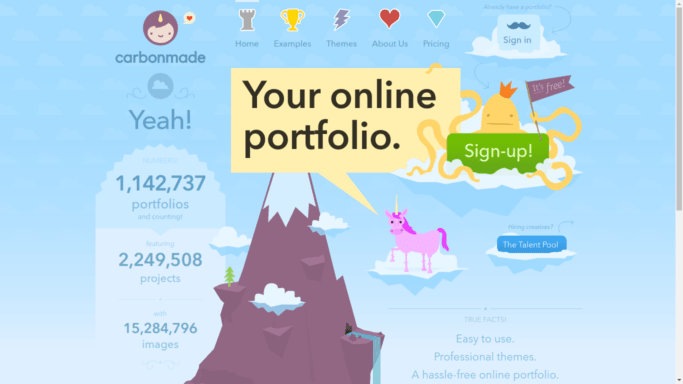 Already have a portfolio?
Sign in
carbonmade
Home
Examples
Themes
About Us
Pricing
Your online
portfolio.
It's free!
Sign-up!
Yeah!
1,142,737
portfolios
and counting!
featuring
2,249,508
projects
with
15,284,796
images
Hiring creatives?
The Talent Pool
TRUE FACTS!
Easy to use.
Professional themes.
A hassle-free online portfolio.